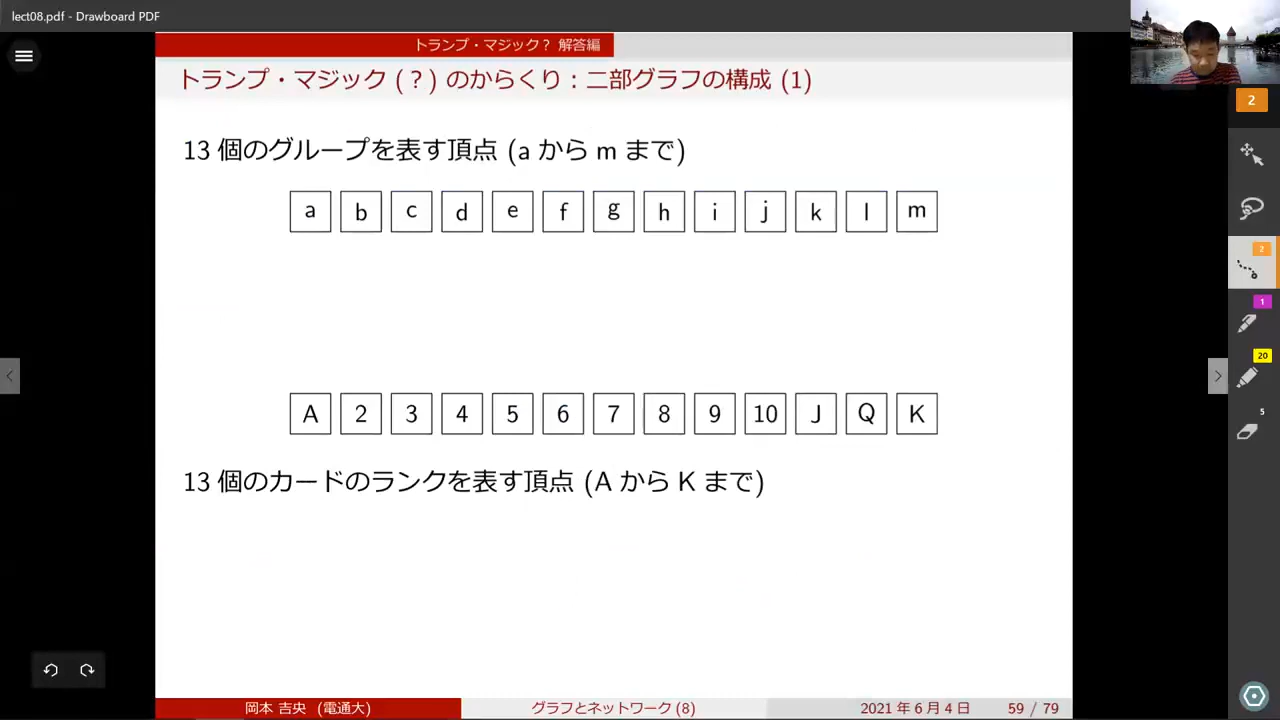 lect08.pdf - Drawboard PDF
トランプ・マジック? 解答編
トランプ・マジック (?) のからくり : 二部グラフの構成 (1)
2
13 個のグループを表す頂点 (a から m まで)
a b c d e f g h i j k l m
2
1
20
5
A 2 3 4 5 6 7 8 9 10 J Q K
13 個のカードのランクを表す頂点 (A から K まで)
岡本 吉央 (電通大) グラフとネットワーク (8) 2021 年 6 月 4 日 59 / 79